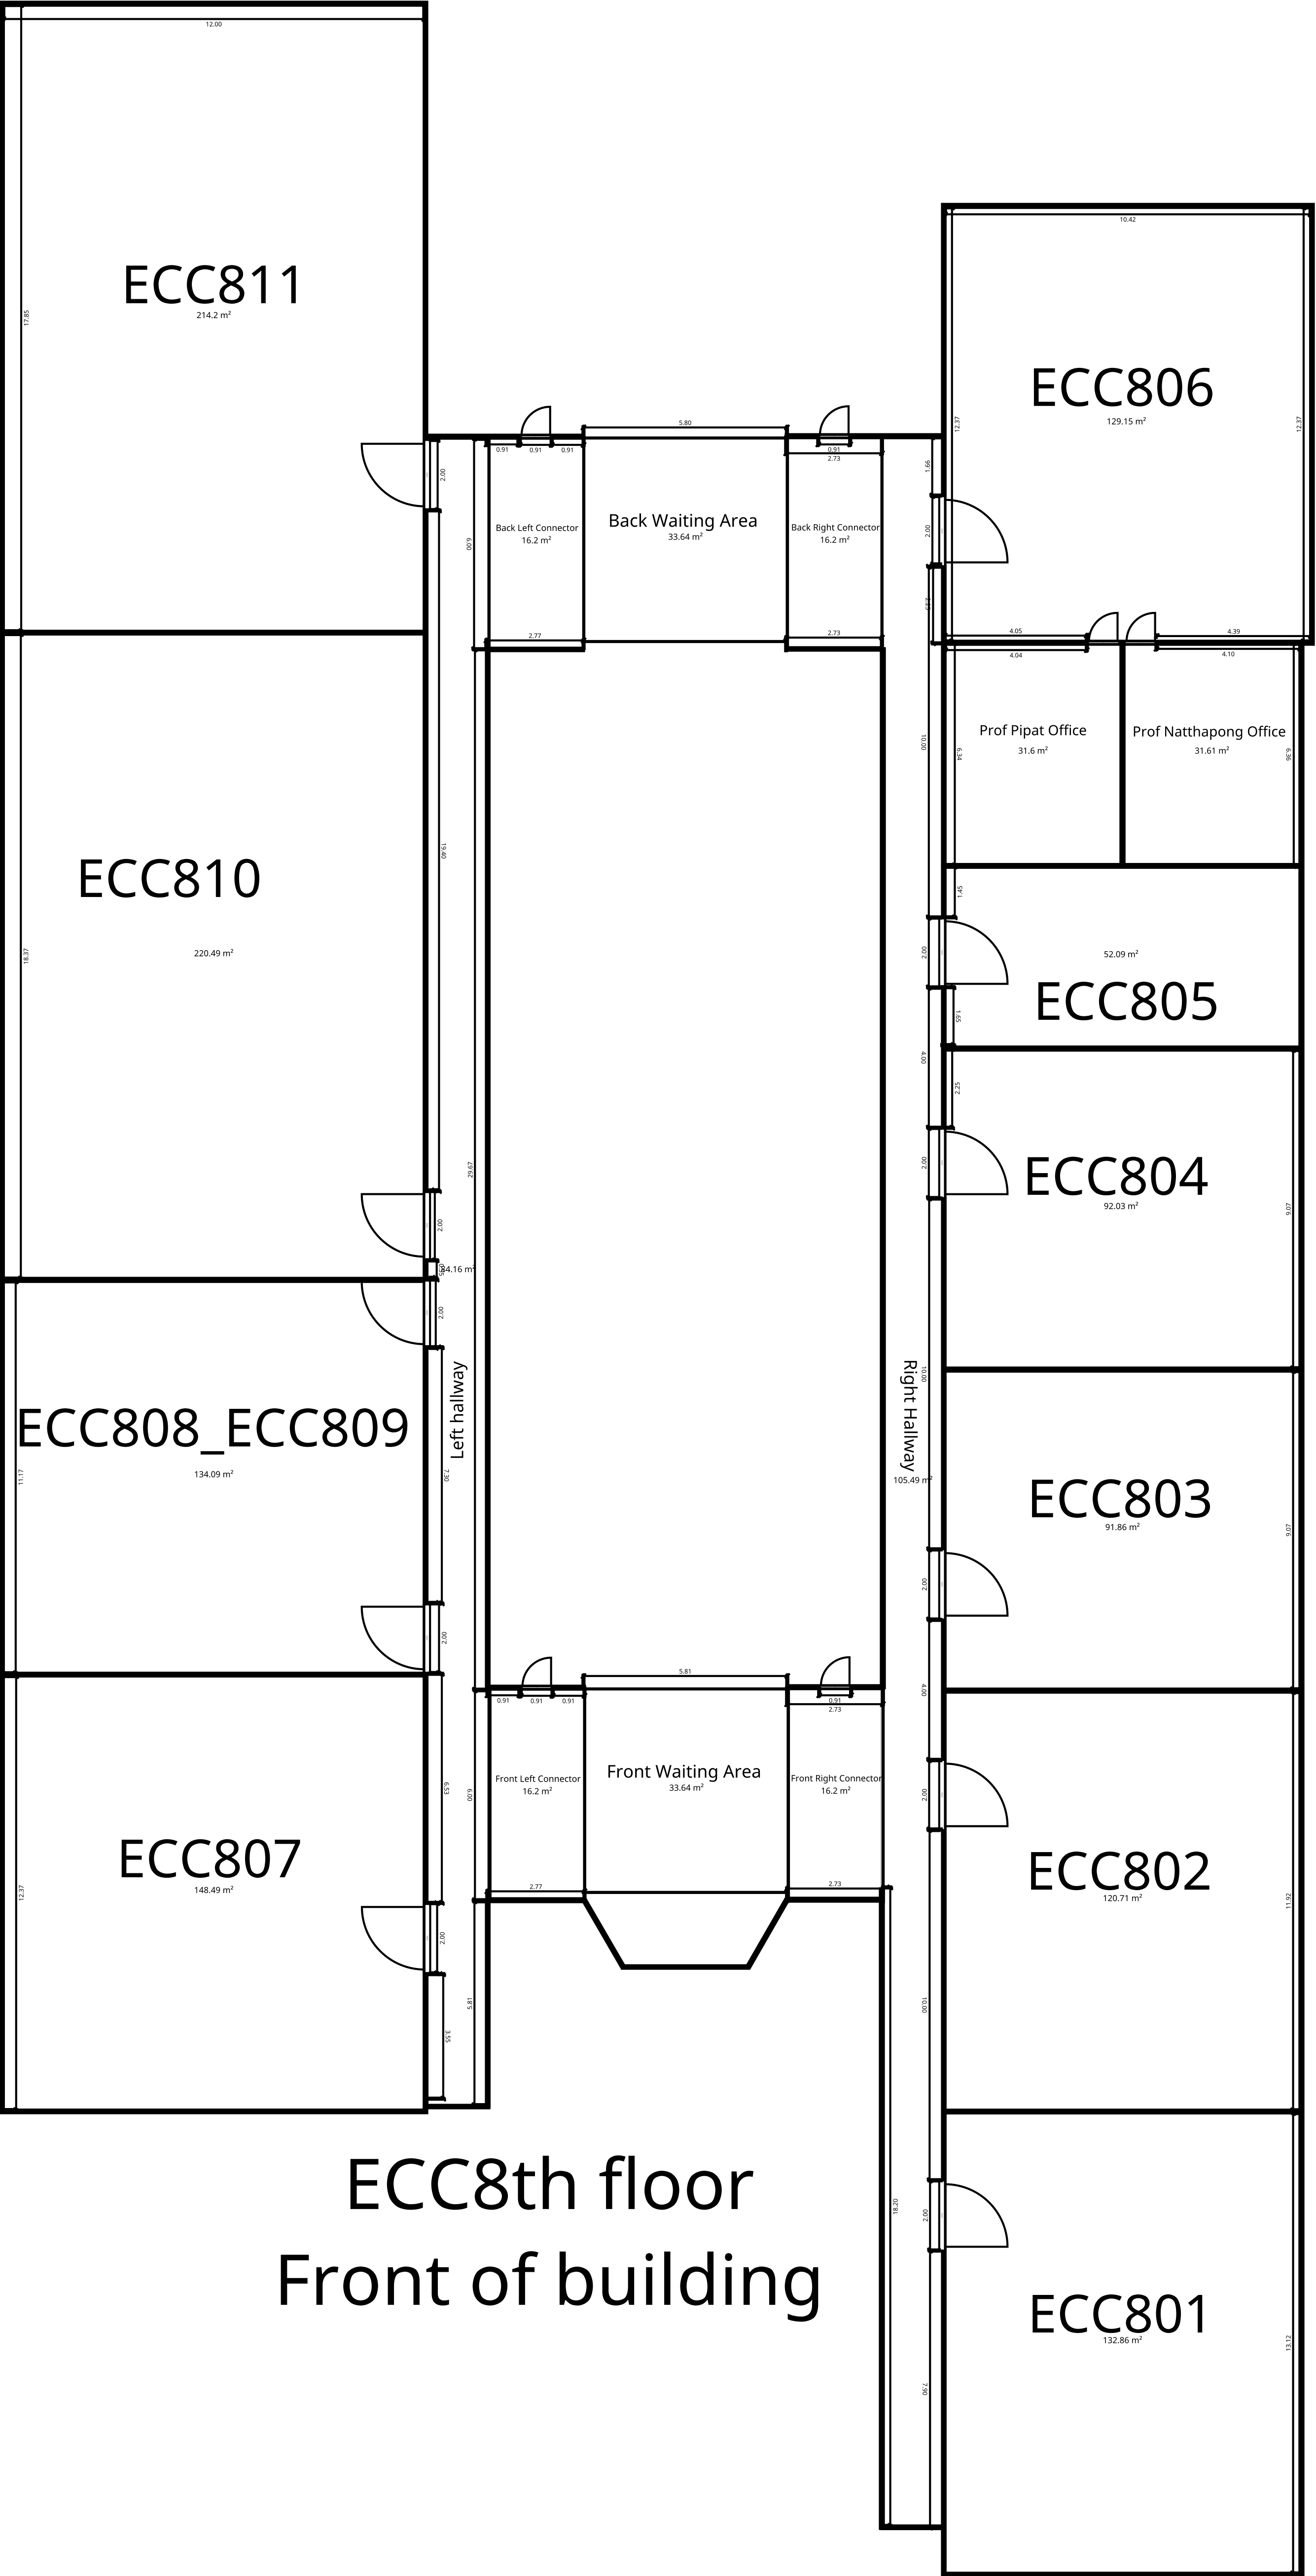 12.00
ECC811
214.2 m²
17.85
2.00
10.42
ECC806
129.15 m²
12.37
12.37
5.80
0.91
0.91
0.91
0.91
2.73
1.66
6.00
Back Left Connector
16.2 m²
Back Waiting Area
33.64 m²
Back Right Connector
16.2 m²
2.00
2.77
2.73
4.05
4.39
4.04
4.10
Prof Pipat Office
31.6 m²
Prof Natthapong Office
31.61 m²
10.00
6.34
6.36
ECC810
220.49 m²
18.37
19.40
1.45
2.00
52.09 m²
ECC805
1.65
4.00
2.25
ECC804
92.03 m²
2.00
9.07
29.67
2.00
2.00
ECC808_ECC809
134.09 m²
11.17
7.30
2.00
Left hallway
Right Hallway
105.49 m²
10.00
ECC803
91.86 m²
9.07
2.00
5.81
0.91
0.91
0.91
0.91
2.73
4.00
Front Left Connector
16.2 m²
Front Waiting Area
33.64 m²
Front Right Connector
16.2 m²
6.53
6.00
2.00
ECC807
148.49 m²
12.37
2.77
2.73
ECC802
120.71 m²
11.92
2.00
5.81
3.55
10.00
ECC8th floor
Front of building
18.20
2.00
ECC801
132.86 m²
13.12
7.90